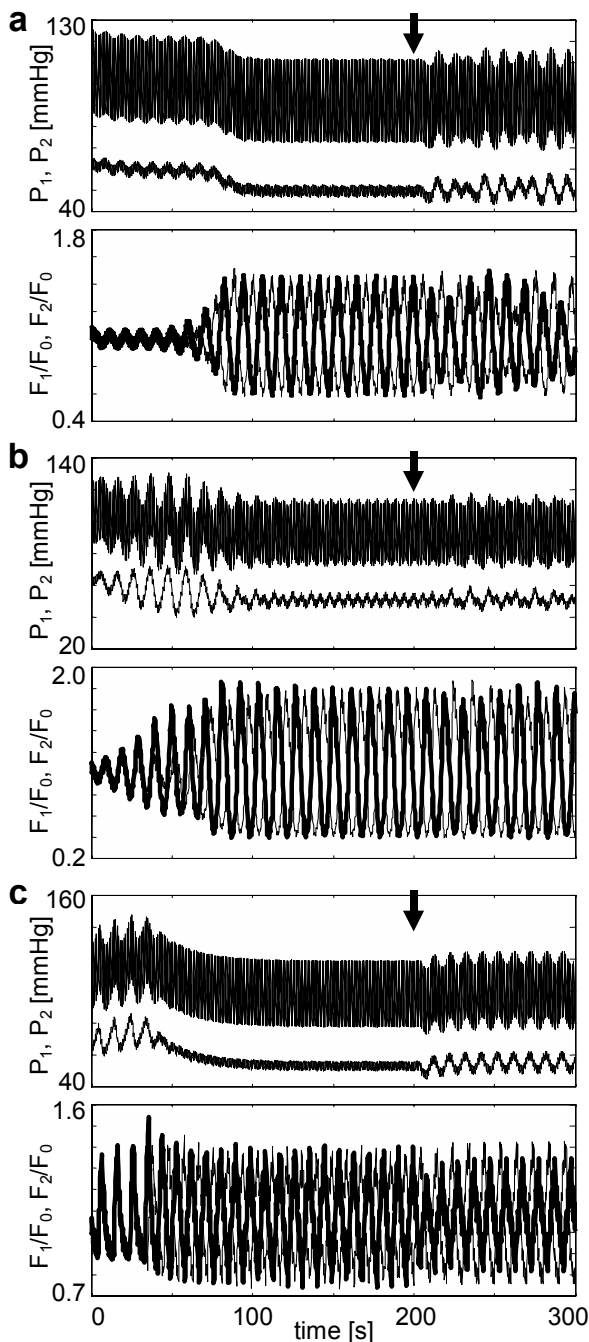 a
130
P₁, P₂ [mmHg]
40
1.8
F₁/F₀, F₂/F₀
0.4
b
140
P₁, P₂ [mmHg]
20
2.0
F₁/F₀, F₂/F₀
0.2
c
160
P₁, P₂ [mmHg]
40
1.6
F₁/F₀, F₂/F₀
0.7
0 100 200 300
time [s]